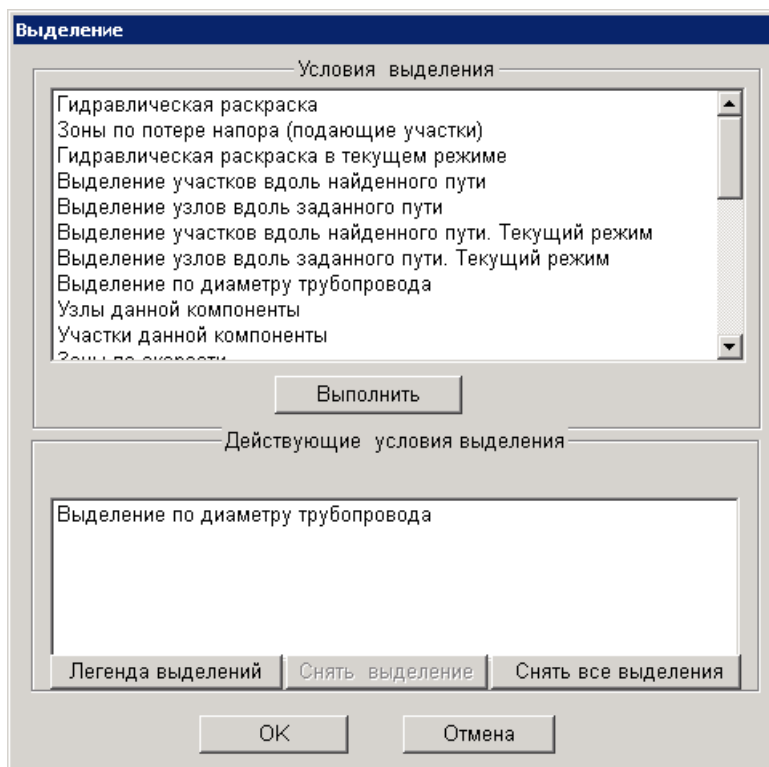 Выделение
Условия выделения
Гидравлическая раскраска
Зоны по потере напора (подающие участки)
Гидравлическая раскраска в текущем режиме
Выделение участков вдоль найденного пути
Выделение узлов вдоль заданного пути
Выделение участков вдоль найденного пути. Текущий режим
Выделение узлов вдоль заданного пути. Текущий режим
Выделение по диаметру трубопровода
Узлы данной компоненты
Участки данной компоненты
Зоны по скорости
Выполнить
Действующие условия выделения
Выделение по диаметру трубопровода
Легенда выделений Снять выделение Снять все выделения
OK Отмена